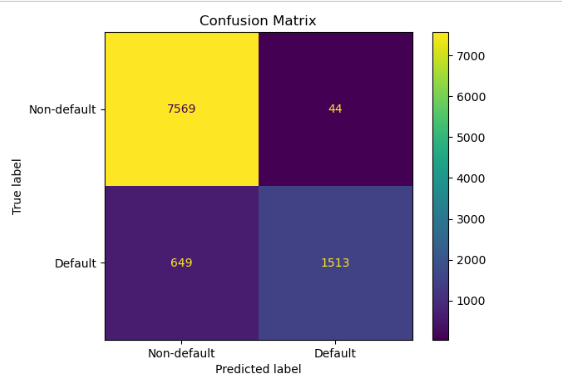 Confusion Matrix
True label
Non-default
7569
44
Default
649
1513
Non-default
Default
Predicted label
7000
6000
5000
4000
3000
2000
1000